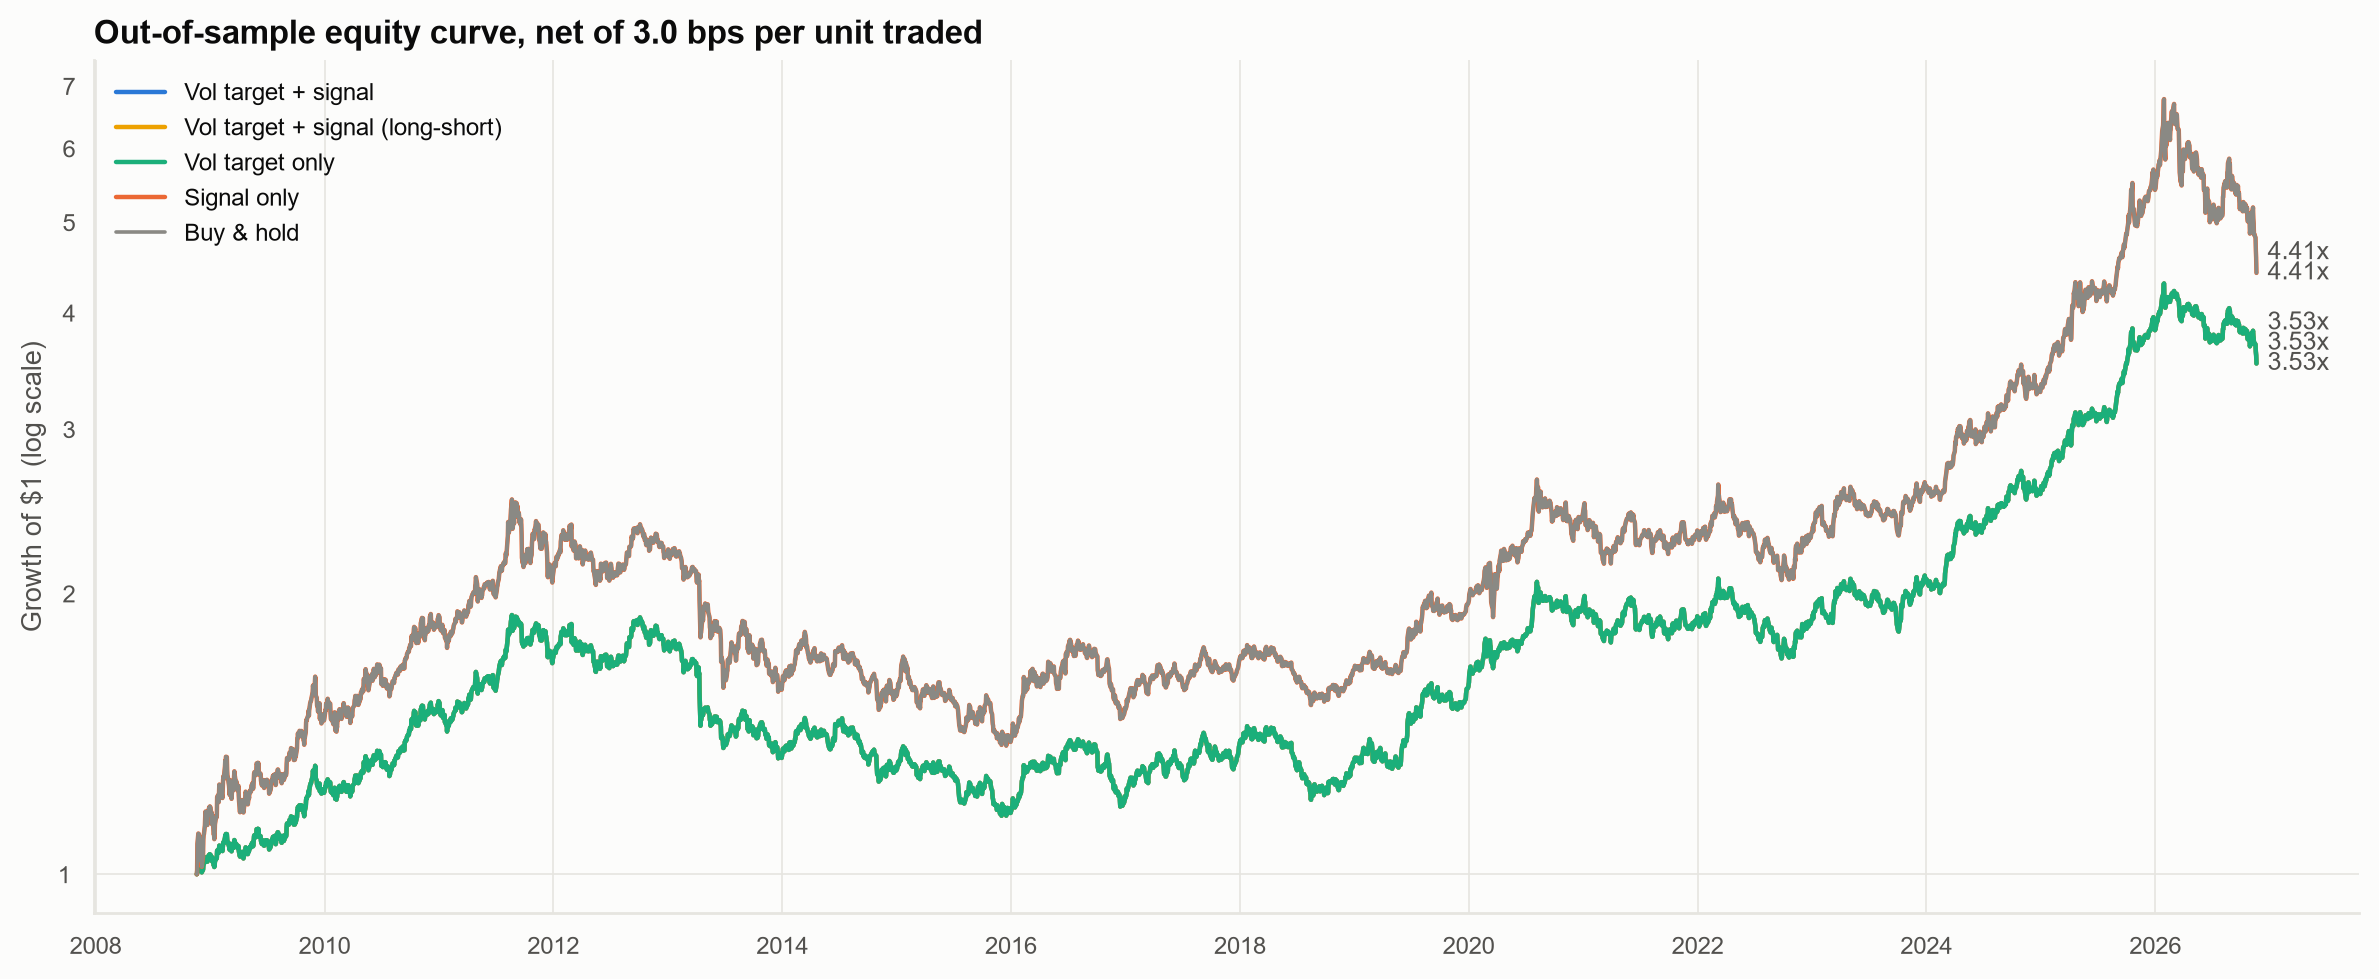 Out-of-sample equity curve, net of 3.0 bps per unit traded
Vol target + signal
Vol target + signal (long-short)
Vol target only
Signal only
Buy & hold
Growth of $1 (log scale)
7
6
5
4
3
2
1
4.41x
4.41x
3.53x
3.53x
3.53x
2008 2010 2012 2014 2016 2018 2020 2022 2024 2026